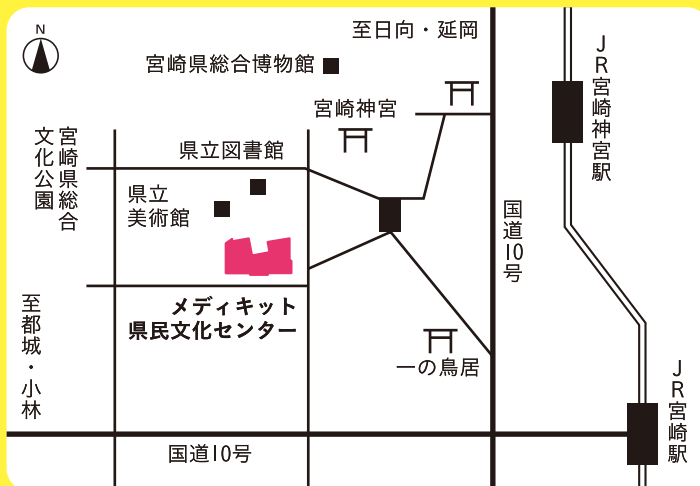 N
至日向・延岡
宮崎県総合博物館
JR宮崎神宮駅
宮崎神宮
宮崎県総合
文化公園
県立図書館
県立
美術館
国道10号
メディキット
県民文化センター
至都城・小林
一の鳥居
JR宮崎駅
国道10号